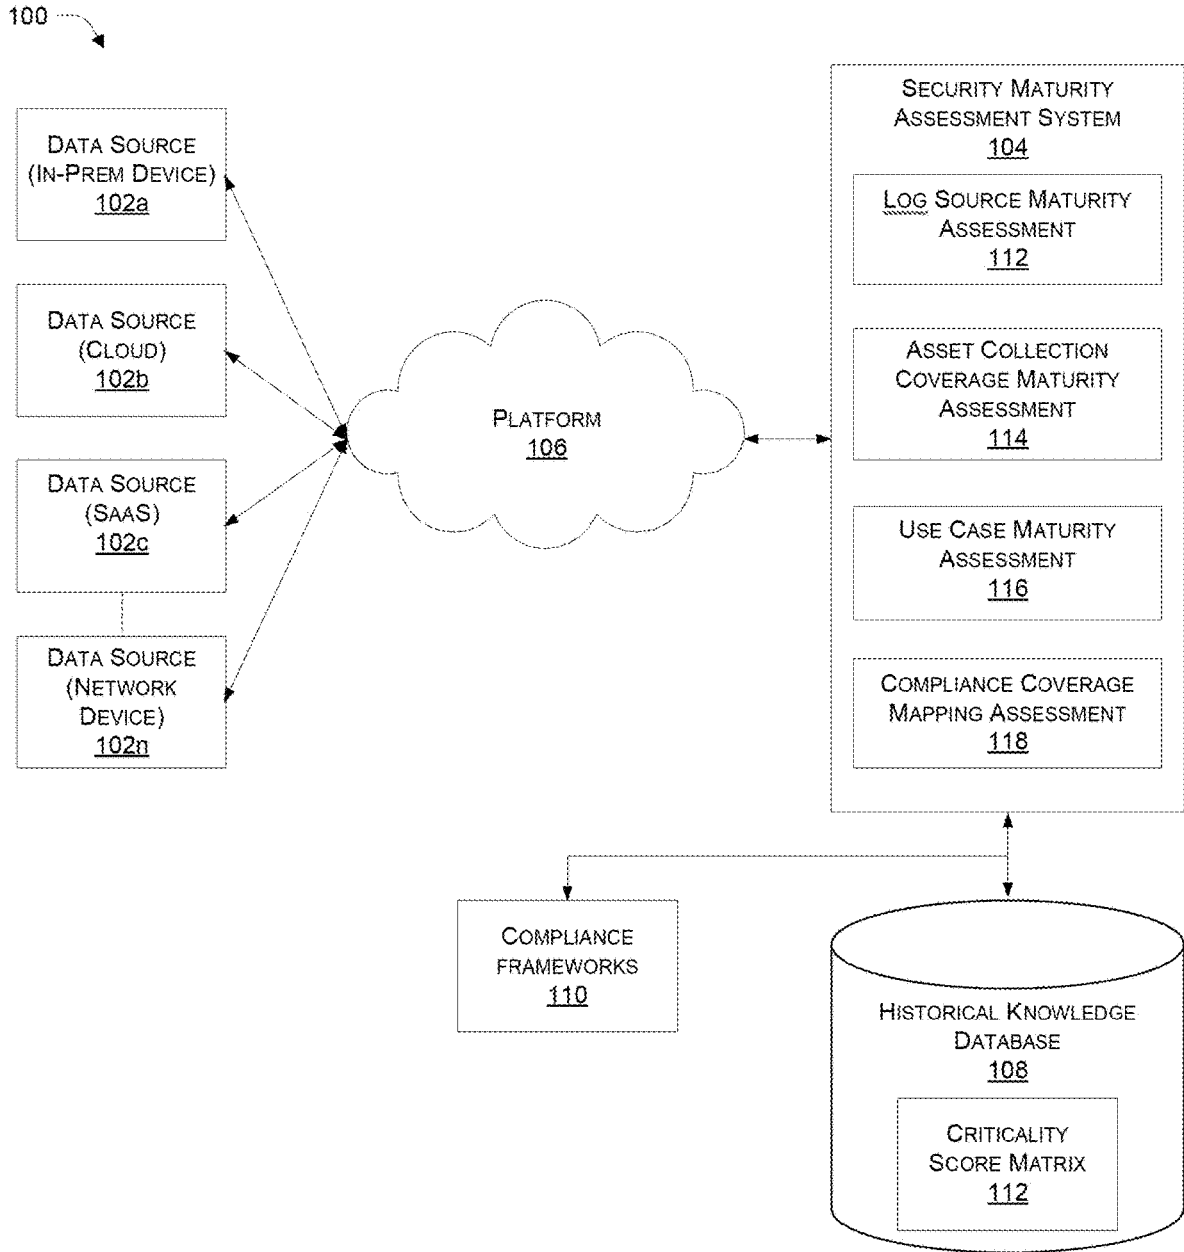 100
DATA SOURCE
(IN-PREM DEVICE)
102a
DATA SOURCE
(CLOUD)
102b
DATA SOURCE
(SAAS)
102c
DATA SOURCE
(NETWORK
DEVICE)
102n
PLATFORM
106
SECURITY MATURITY
ASSESSMENT SYSTEM
104
LOG SOURCE MATURITY
ASSESSMENT
112
ASSET COLLECTION
COVERAGE MATURITY
ASSESSMENT
114
USE CASE MATURITY
ASSESSMENT
116
COMPLIANCE COVERAGE
MAPPING ASSESSMENT
118
COMPLIANCE
FRAMEWORKS
110
HISTORICAL KNOWLEDGE
DATABASE
108
CRITICALITY
SCORE MATRIX
112